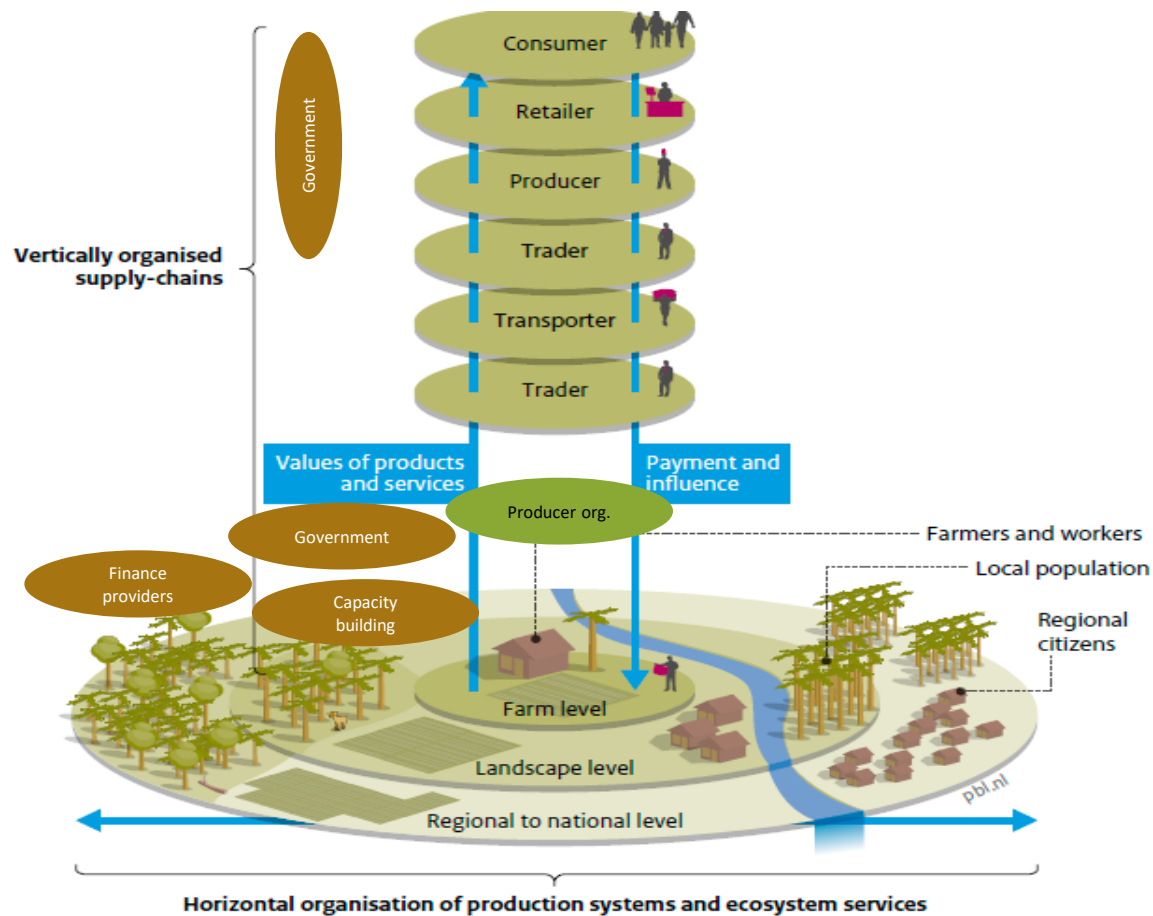 Consumer
Government
Retailer
Producer
Vertically organised
supply-chains
Trader
Transporter
Trader
Values of products
and services
Payment and
influence
Producer org.
Government
Farmers and workers
Finance
providers
Local population
Capacity
building
Regional
citizens
Farm level
Landscape level
pbl.nl
Regional to national level
Horizontal organisation of production systems and ecosystem services